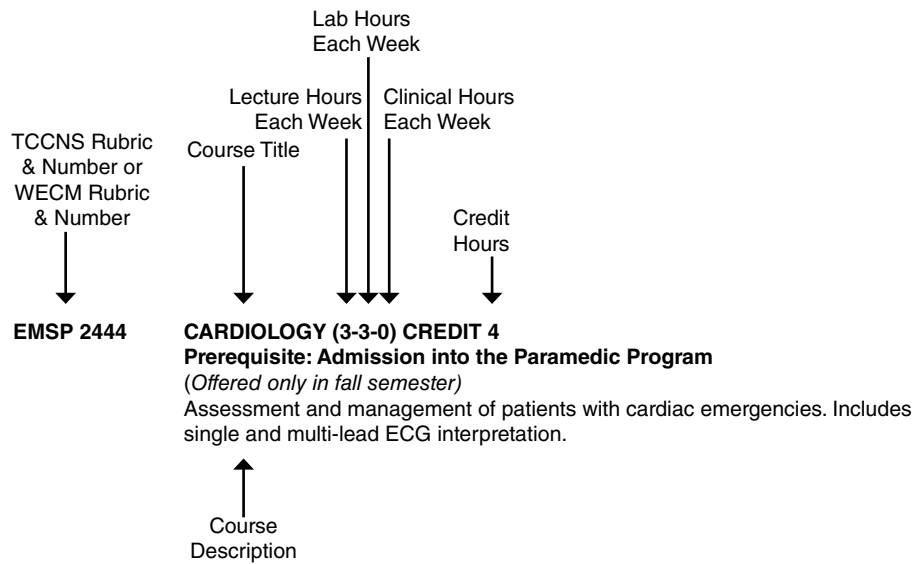 Lab Hours
Each Week
Lecture Hours
Each Week
Clinical Hours
Each Week
TCCNS Rubric
& Number or
WECM Rubric
& Number
Course Title
Credit
Hours
EMSP 2444 CARDIOLOGY (3-3-0) CREDIT 4
Prerequisite: Admission into the Paramedic Program
(Offered only in fall semester)
Assessment and management of patients with cardiac emergencies. Includes
single and multi-lead ECG interpretation.
Course
Description